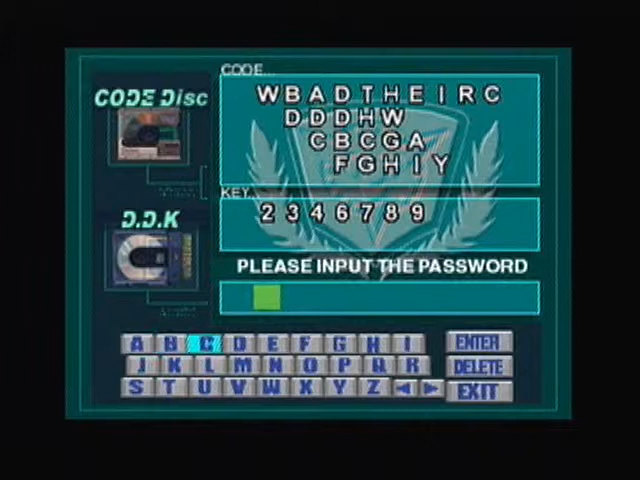 CODE...
CODE Disc
WBADTHEIRC
DDDHW
CBCGA
FGHIY
KEY...
2346789
D.D.K
PLEASE INPUT THE PASSWORD
A B C D E F G H I ENTER
J K L M N O P Q R DELETE
S T U V W X Y Z ◄ ► EXIT